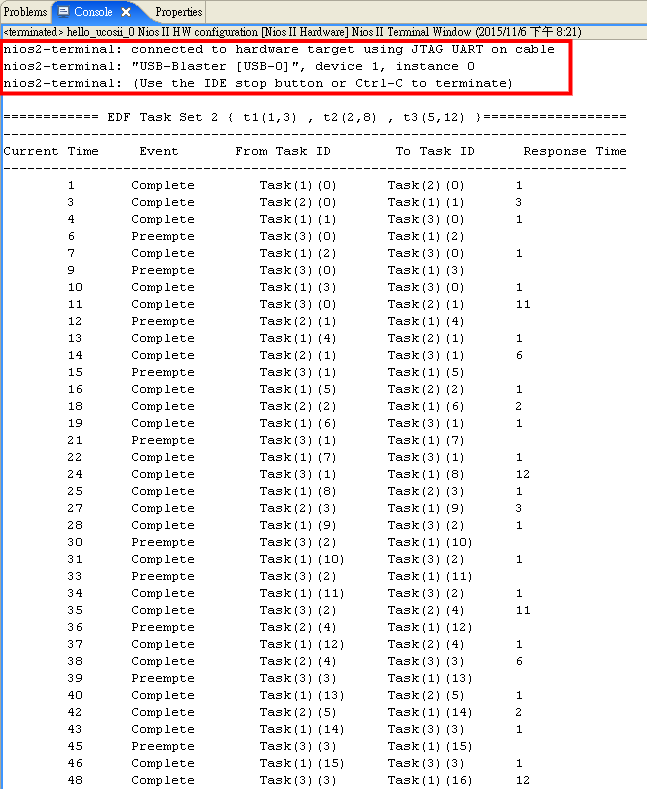 Problems Console Properties
<terminated> hello_ucosii_0 Nios II HW configuration [Nios II Hardware] Nios II Terminal Window (2015/11/6 下午 8:21)
nios2-terminal: connected to hardware target using JTAG UART on cable
nios2-terminal: "USB-Blaster [USB-0]", device 1, instance 0
nios2-terminal: (Use the IDE stop button or Ctrl-C to terminate)
============ EDF Task Set 2 { t1(1,3) , t2(2,8) , t3(5,12) }==================
--------------------------------------------------------------------------------
Current Time Event From Task ID To Task ID Response Time
--------------------------------------------------------------------------------
1 Complete Task(1)(0) Task(2)(0) 1
3 Complete Task(2)(0) Task(1)(1) 3
4 Complete Task(1)(1) Task(3)(0) 1
6 Preempte Task(3)(0) Task(1)(2)
7 Complete Task(1)(2) Task(3)(0) 1
9 Preempte Task(3)(0) Task(1)(3)
10 Complete Task(1)(3) Task(3)(0) 1
11 Complete Task(3)(0) Task(2)(1) 11
12 Preempte Task(2)(1) Task(1)(4)
13 Complete Task(1)(4) Task(2)(1) 1
14 Complete Task(2)(1) Task(3)(1) 6
15 Preempte Task(3)(1) Task(1)(5)
16 Complete Task(1)(5) Task(2)(2) 1
18 Complete Task(2)(2) Task(1)(6) 2
19 Complete Task(1)(6) Task(3)(1) 1
21 Preempte Task(3)(1) Task(1)(7)
22 Complete Task(1)(7) Task(3)(1) 1
24 Complete Task(3)(1) Task(1)(8) 12
25 Complete Task(1)(8) Task(2)(3) 1
27 Complete Task(2)(3) Task(1)(9) 3
28 Complete Task(1)(9) Task(3)(2) 1
30 Preempte Task(3)(2) Task(1)(10)
31 Complete Task(1)(10) Task(3)(2) 1
33 Preempte Task(3)(2) Task(1)(11)
34 Complete Task(1)(11) Task(3)(2) 1
35 Complete Task(3)(2) Task(2)(4) 11
36 Preempte Task(2)(4) Task(1)(12)
37 Complete Task(1)(12) Task(2)(4) 1
38 Complete Task(2)(4) Task(3)(3) 6
39 Preempte Task(3)(3) Task(1)(13)
40 Complete Task(1)(13) Task(2)(5) 1
42 Complete Task(2)(5) Task(1)(14) 2
43 Complete Task(1)(14) Task(3)(3) 1
45 Preempte Task(3)(3) Task(1)(15)
46 Complete Task(1)(15) Task(3)(3) 1
48 Complete Task(3)(3) Task(1)(16) 12